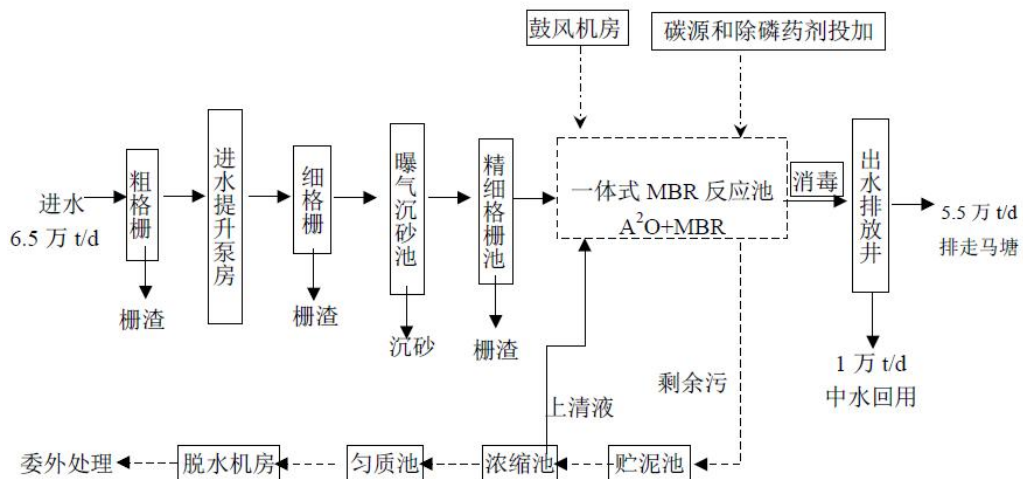 鼓风机房
碳源和除磷药剂投加
进水
6.5 万 t/d
粗格栅
进水提升泵房
细格栅
曝气沉砂池
精细格栅池
一体式 MBR 反应池
A²O+MBR
消毒
出水排放井
5.5 万 t/d
排走马塘
栅渣
栅渣
沉砂
栅渣
1 万 t/d
中水回用
剩余污
上清液
委外处理
脱水机房
匀质池
浓缩池
贮泥池